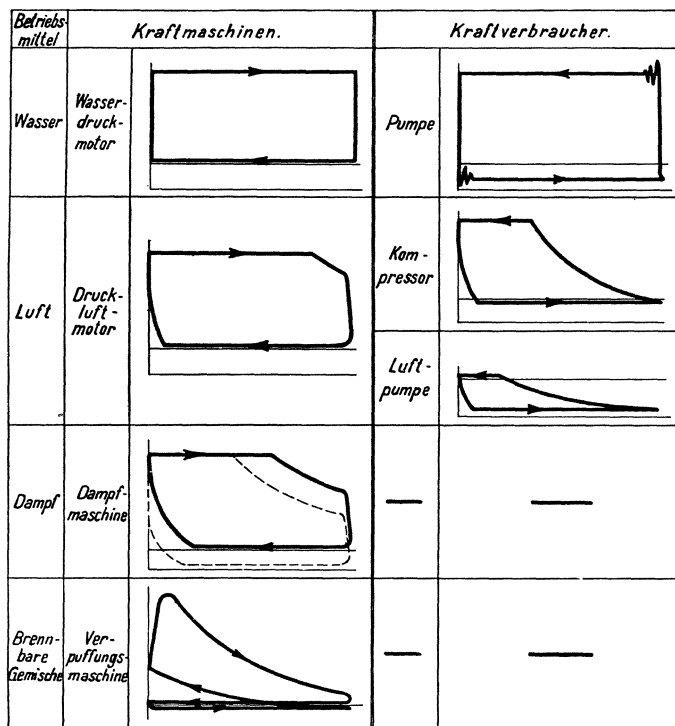 Betriebs-
mittel
Kraftmaschinen.
Kraftverbraucher.
Wasser
Wasser-
druck-
motor
Pumpe
Luft
Druck-
luft-
motor
Kom-
pressor
Luft-
pumpe
Dampf
Dampf-
maschine
Brenn-
bare
Gemische
Ver-
puffungs-
maschine